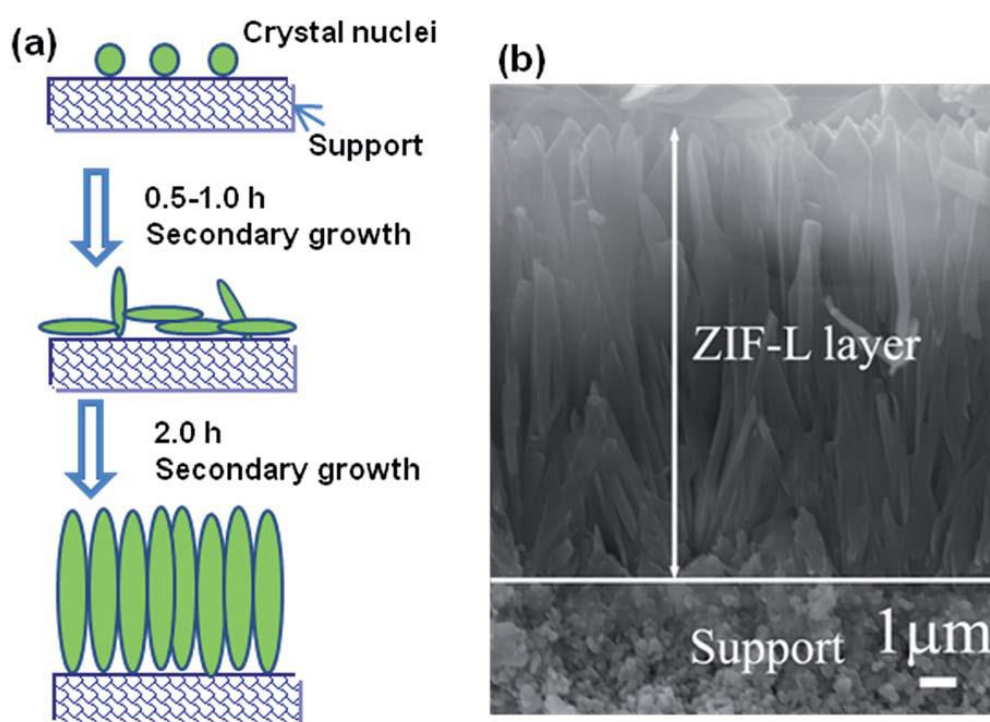 (a)
Crystal nuclei
Support
0.5-1.0 h
Secondary growth
2.0 h
Secondary growth
(b)
ZIF-L layer
Support
1μm